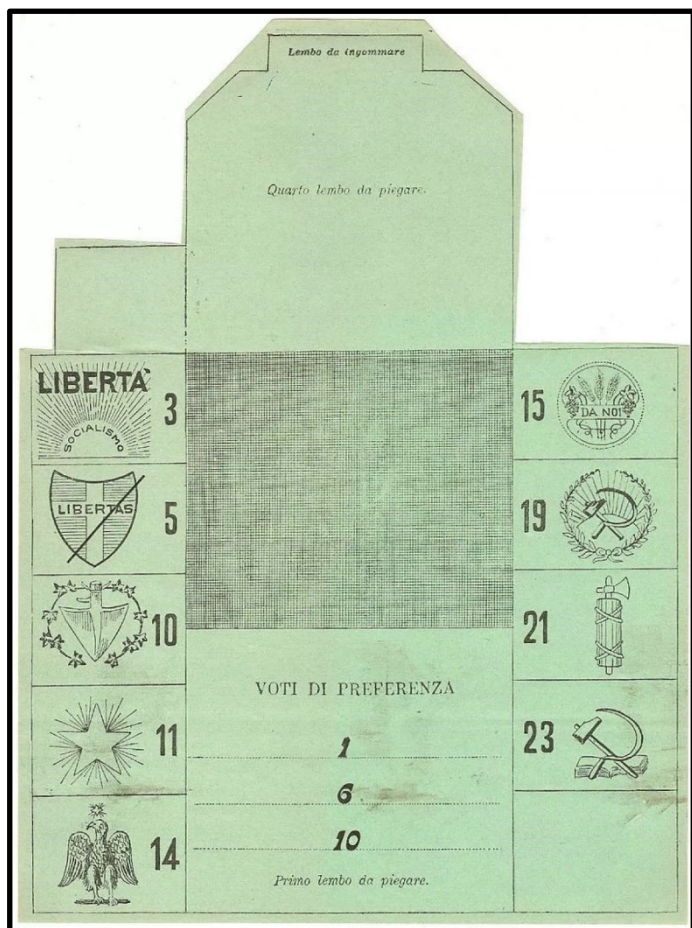 Lembo da ingommare
Quarto lembo da piegare.
LIBERTÀ
SOCIALISMO
3
LIBERTAS
5
10
11
14
DA NOI
15
19
21
23
VOTI DI PREFERENZA
1
6
10
Primo lembo da piegare.